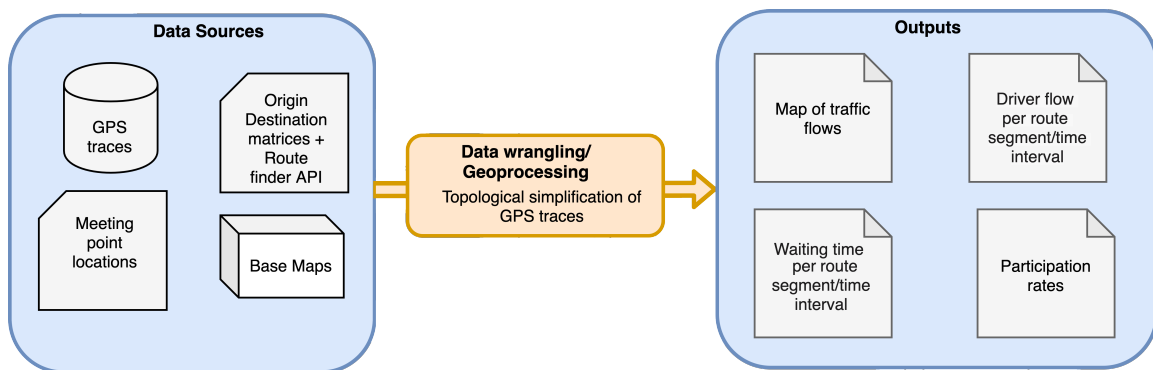 Data Sources
GPS
traces
Origin
Destination
matrices +
Route
finder API
Meeting
point
locations
Base Maps
Data wrangling/
Geoprocessing
Topological simplification of
GPS traces
Outputs
Map of traffic
flows
Driver flow
per route
segment/time
interval
Waiting time
per route
segment/time
interval
Participation
rates